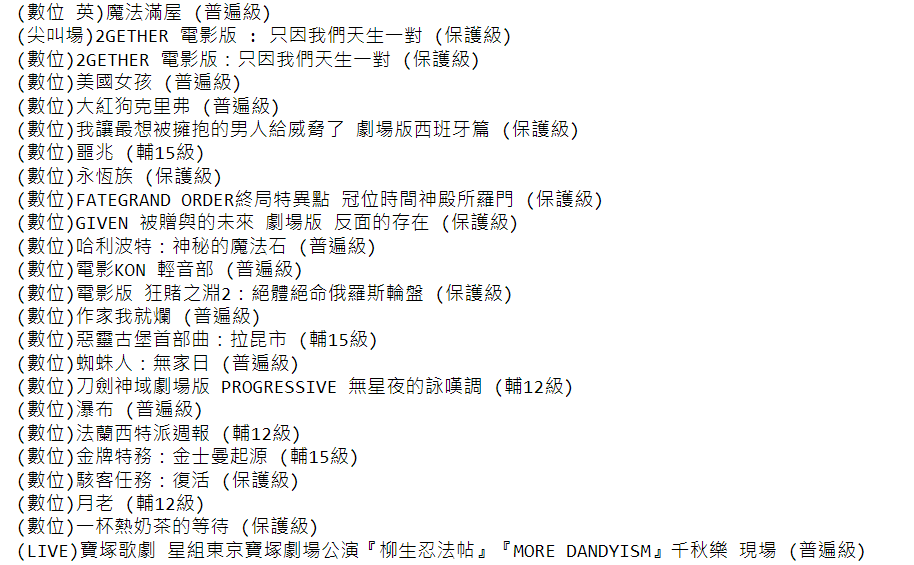 (數位 英)魔法滿屋 (普遍級)
(尖叫場)2GETHER 電影版 : 只因我們天生一對 (保護級)
(數位)2GETHER 電影版：只因我們天生一對 (保護級)
(數位)美國女孩 (普遍級)
(數位)大紅狗克里弗 (普遍級)
(數位)我讓最想被擁抱的男人給威脅了 劇場版西班牙篇 (保護級)
(數位)噩兆 (輔15級)
(數位)永恆族 (保護級)
(數位)FATEGRAND ORDER終局特異點 冠位時間神殿所羅門 (保護級)
(數位)GIVEN 被贈與的未來 劇場版 反面的存在 (保護級)
(數位)哈利波特：神秘的魔法石 (普遍級)
(數位)電影KON 輕音部 (普遍級)
(數位)電影版 狂賭之淵2：絕體絕命俄羅斯輪盤 (保護級)
(數位)作家我就爛 (普遍級)
(數位)惡靈古堡首部曲：拉昆市 (輔15級)
(數位)蜘蛛人：無家日 (普遍級)
(數位)刀劍神域劇場版 PROGRESSIVE 無星夜的詠嘆調 (輔12級)
(數位)瀑布 (普遍級)
(數位)法蘭西特派週報 (輔12級)
(數位)金牌特務：金士曼起源 (輔15級)
(數位)駭客任務：復活 (保護級)
(數位)月老 (輔12級)
(數位)一杯熱奶茶的等待 (保護級)
(LIVE)寶塚歌劇 星組東京寶塚劇場公演『柳生忍法帖』『MORE DANDYISM』千秋樂 現場 (普遍級)